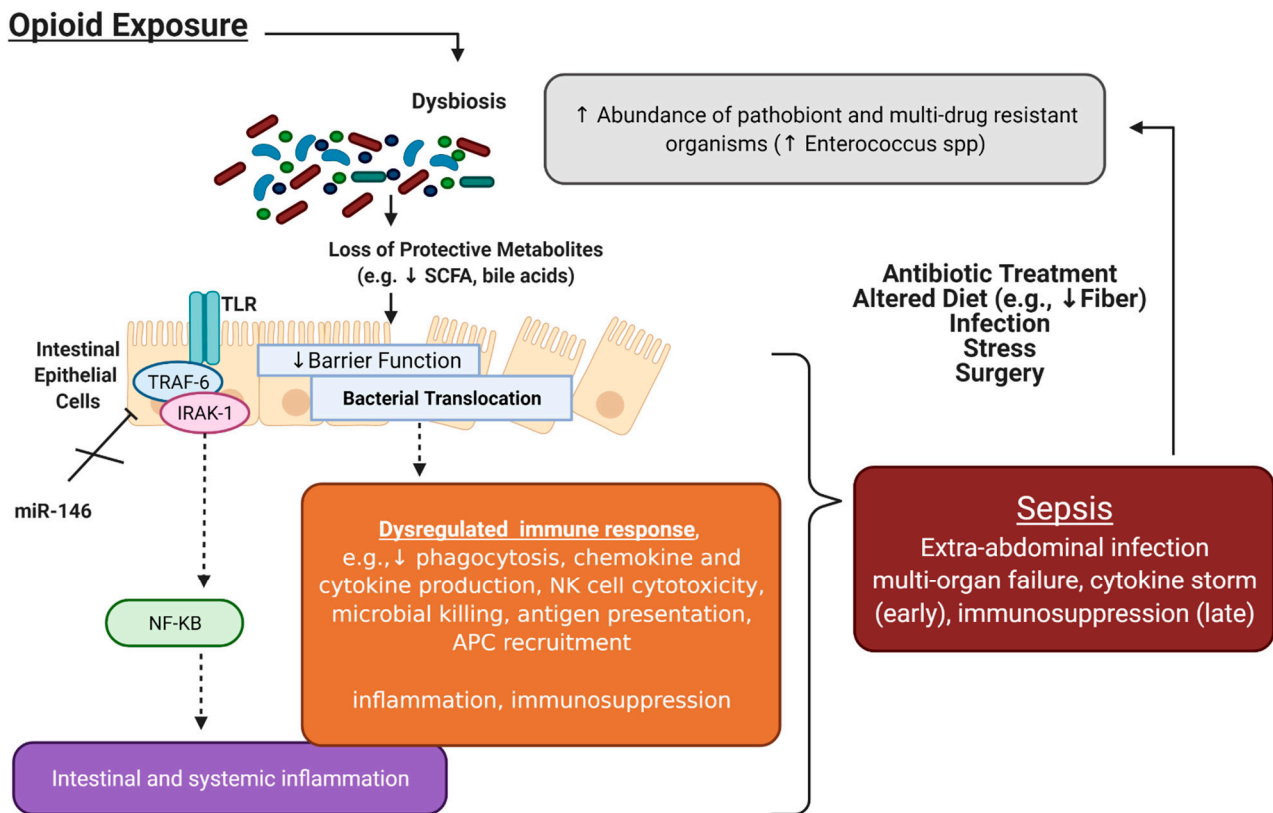 Opioid Exposure
Dysbiosis
↑ Abundance of pathobiont and multi-drug resistant
organisms (↑ Enterococcus spp)
Loss of Protective Metabolites
(e.g. ↓ SCFA, bile acids)
TLR
Intestinal
Epithelial
Cells
TRAF-6
IRAK-1
↓Barrier Function
Bacterial Translocation
miR-146
Antibiotic Treatment
Altered Diet (e.g., ↓Fiber)
Infection
Stress
Surgery
Dysregulated immune response,
e.g.,↓ phagocytosis, chemokine and
cytokine production, NK cell cytotoxicity,
microbial killing, antigen presentation,
APC recruitment
inflammation, immunosuppression
NF-KB
Intestinal and systemic inflammation
Sepsis
Extra-abdominal infection
multi-organ failure, cytokine storm
(early), immunosuppression (late)